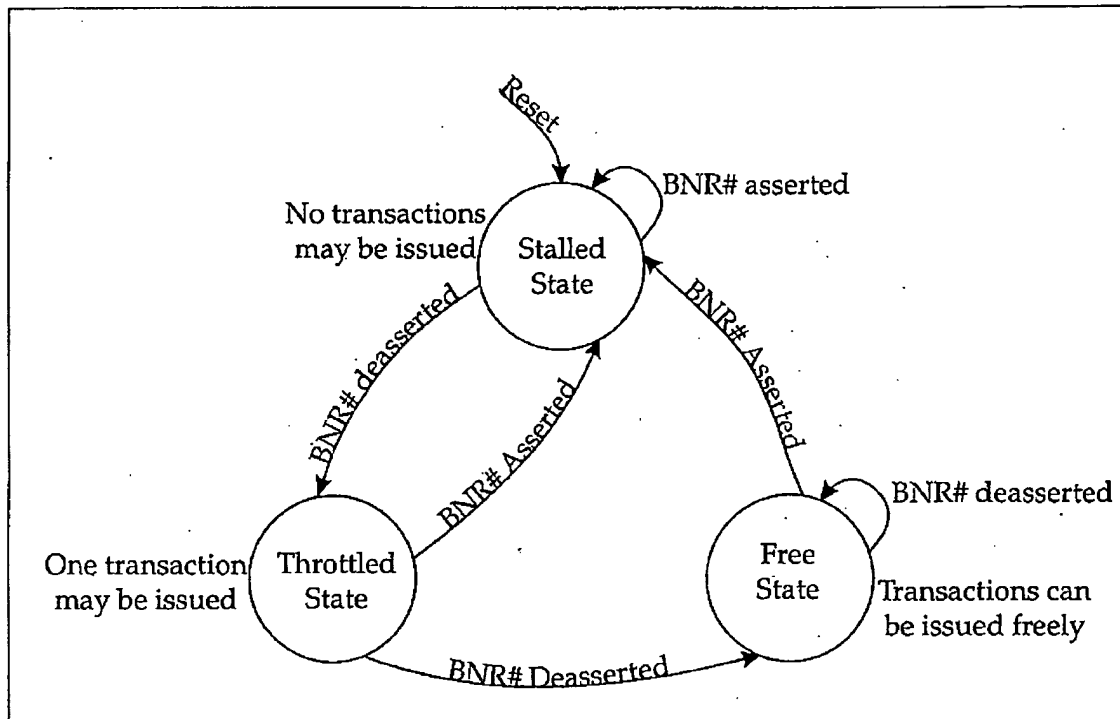 Reset
BNR# asserted
No transactions
may be issued
Stalled
State
BNR# deasserted
BNR# Asserted
BNR# Asserted
BNR# deasserted
One transaction
may be issued
Throttled
State
Free
State
Transactions can
be issued freely
BNR# Deasserted